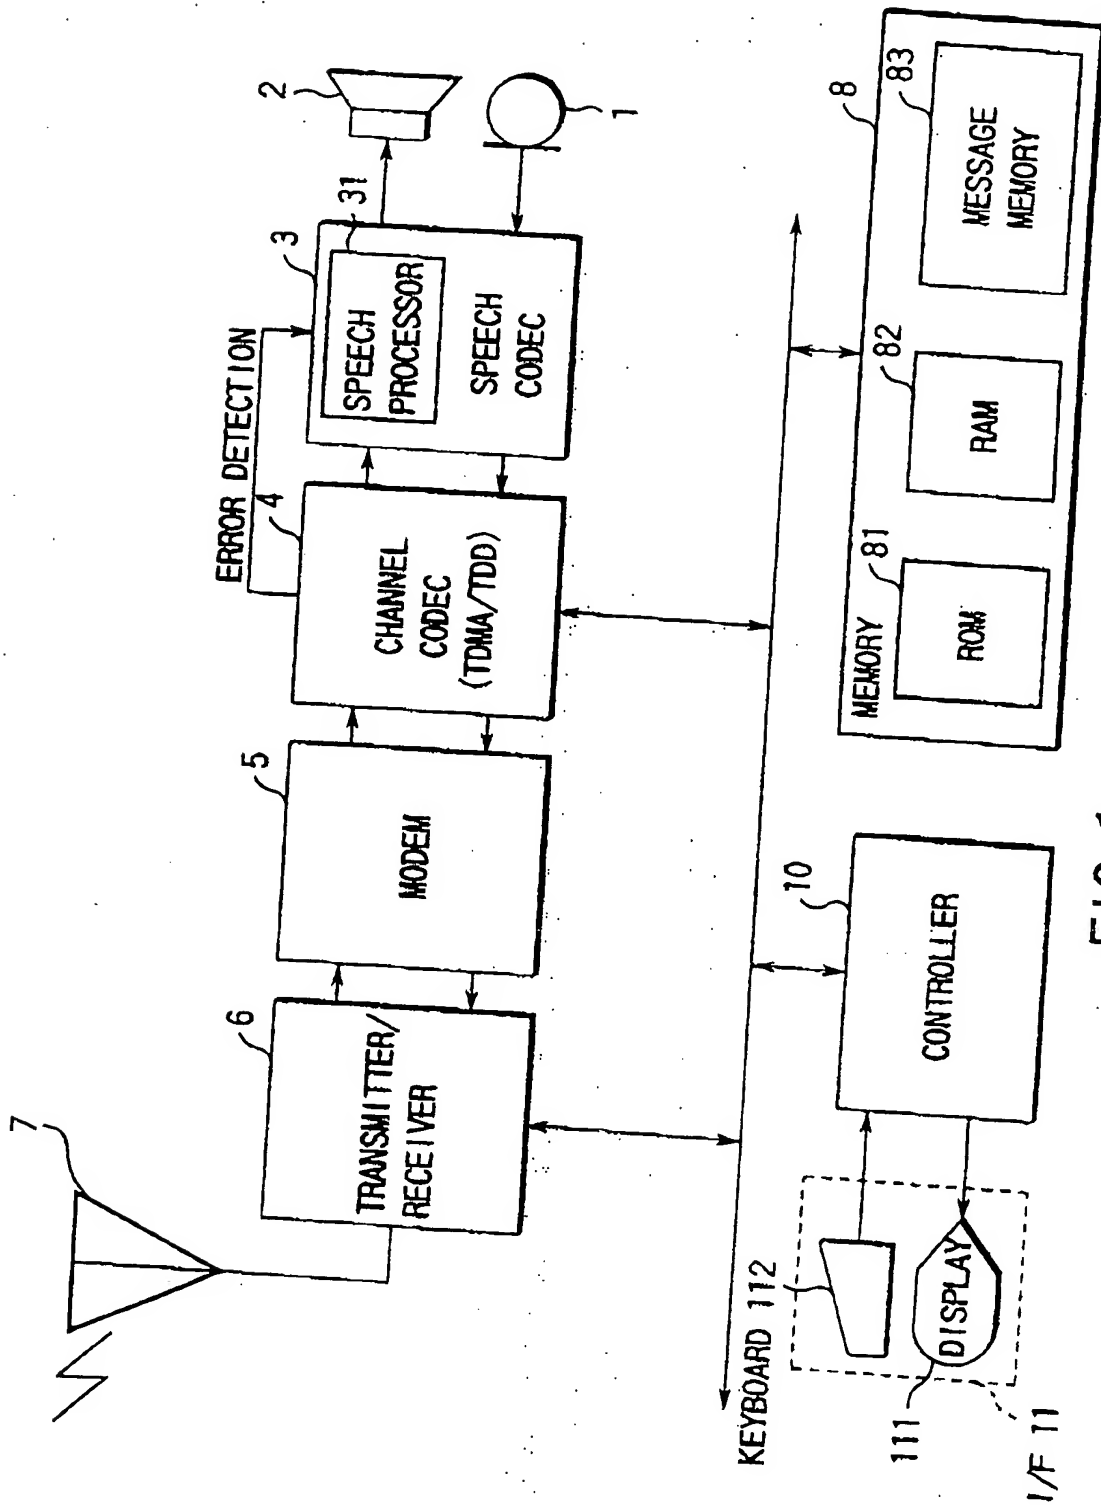 7
6
TRANSMITTER/
RECEIVER
5
MODEM
ERROR DETECTION
4
CHANNEL
CODEC
(TDMA/TDD)
3
31
SPEECH
PROCESSOR
SPEECH
CODEC
2
1
KEYBOARD 112
DISPLAY
111
I/F 11
10
CONTROLLER
8
MEMORY
81
ROM
82
RAM
83
MESSAGE
MEMORY